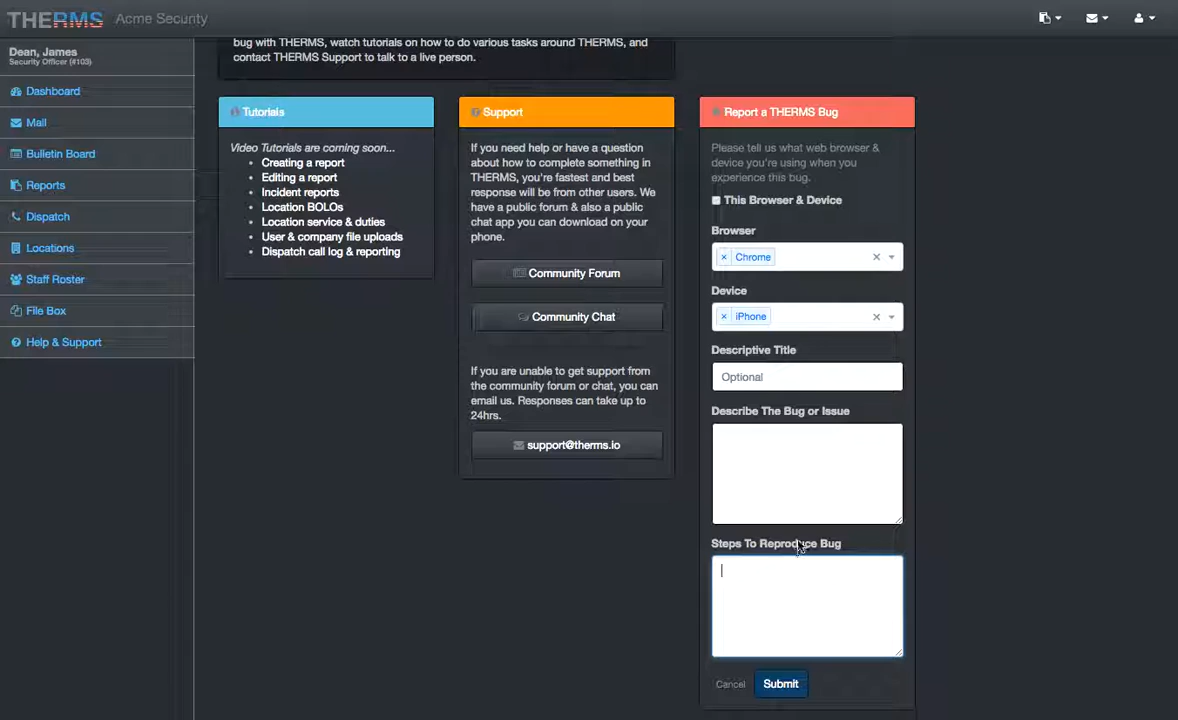 THERMS Acme Security
Dean, James
Security Officer (#103)
Dashboard
Mail
Bulletin Board
Reports
Dispatch
Locations
Staff Roster
File Box
Help & Support
bug with THERMS, watch tutorials on how to do various tasks around THERMS, and
contact THERMS Support to talk to a live person.
Tutorials
Video Tutorials are coming soon...
Creating a report
Editing a report
Incident reports
Location BOLOs
Location service & duties
User & company file uploads
Dispatch call log & reporting
Support
If you need help or have a question
about how to complete something in
THERMS, you're fastest and best
response will be from other users. We
have a public forum & also a public
chat app you can download on your
phone.
Community Forum
Community Chat
If you are unable to get support from
the community forum or chat, you can
email us. Responses can take up to
24hrs.
support@therms.io
Report a THERMS Bug
Please tell us what web browser &
device you're using when you
experience this bug.
This Browser & Device
Browser
× Chrome ×
Device
× iPhone ×
Descriptive Title
Optional
Describe The Bug or Issue
Steps To Reproduce Bug
Cancel Submit